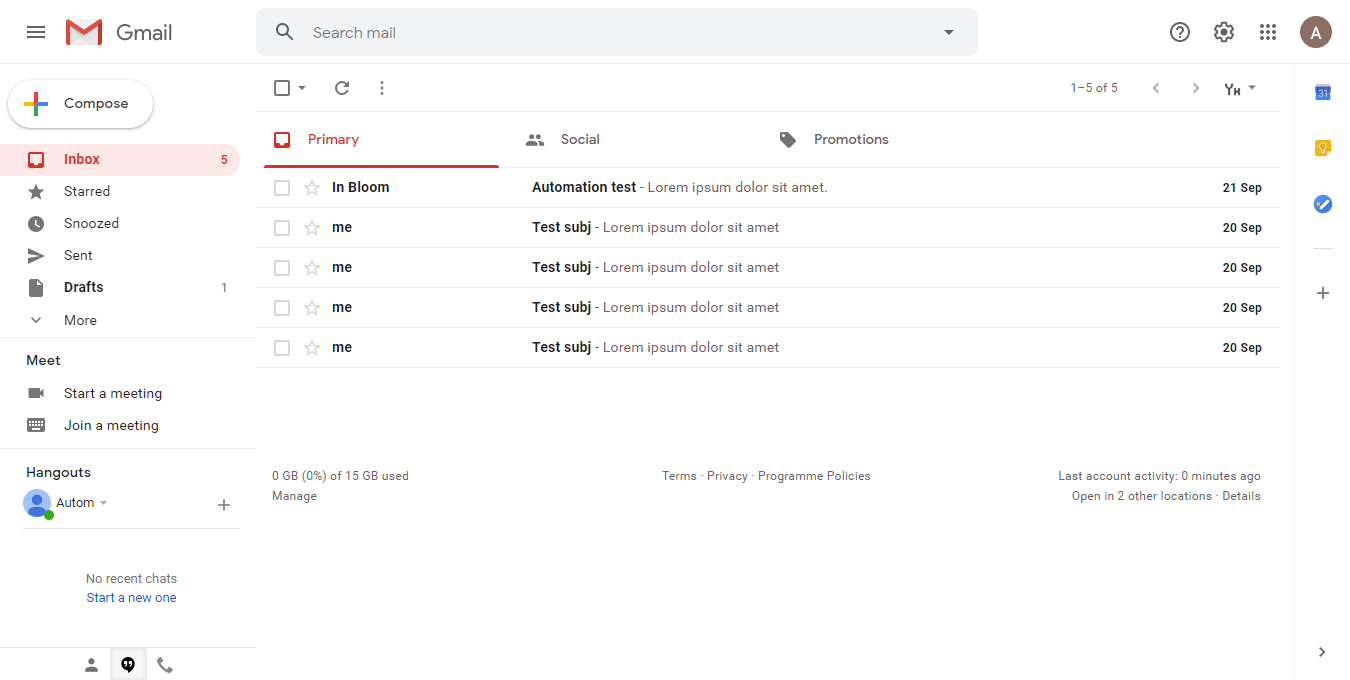 Gmail
Search mail
A
Compose
1–5 of 5
31
Primary
Social
Promotions
Inbox 5
Starred
Snoozed
Sent
Drafts 1
More
In Bloom Automation test - Lorem ipsum dolor sit amet. 21 Sep
me Test subj - Lorem ipsum dolor sit amet 20 Sep
me Test subj - Lorem ipsum dolor sit amet 20 Sep
me Test subj - Lorem ipsum dolor sit amet 20 Sep
me Test subj - Lorem ipsum dolor sit amet 20 Sep
Meet
Start a meeting
Join a meeting
Hangouts
Autom
No recent chats
Start a new one
0 GB (0%) of 15 GB used
Manage
Terms · Privacy · Programme Policies
Last account activity: 0 minutes ago
Open in 2 other locations · Details